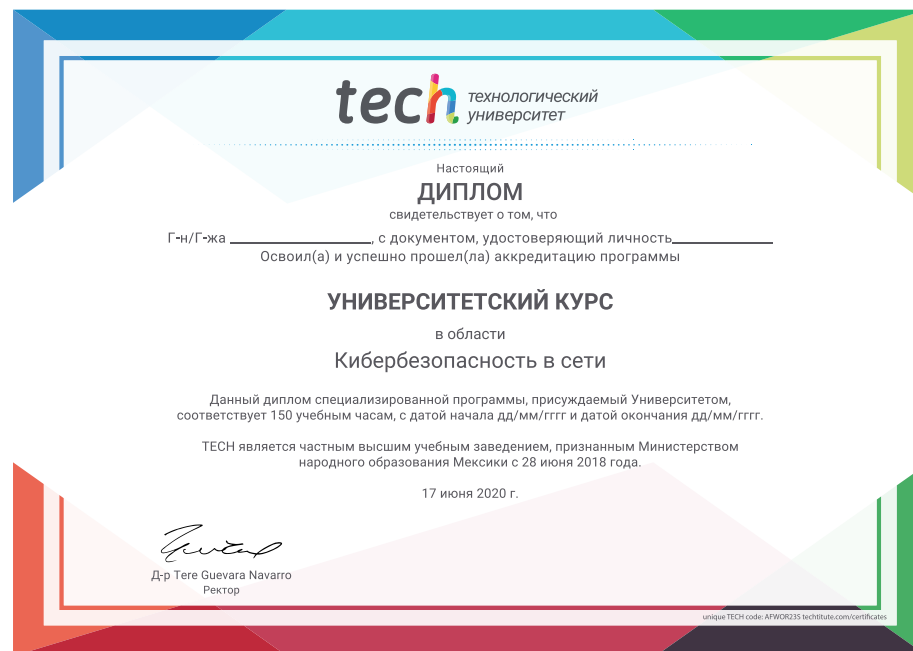 tech технологический
университет
Настоящий
ДИПЛОМ
свидетельствует о том, что
Г-н/Г-жа ____________________, с документом, удостоверяющий личность______________
Освоил(а) и успешно прошел(ла) аккредитацию программы
УНИВЕРСИТЕТСКИЙ КУРС
в области
Кибербезопасность в сети
Данный диплом специализированной программы, присуждаемый Университетом,
соответствует 150 учебным часам, с датой начала дд/мм/гггг и датой окончания дд/мм/гггг.
TECH является частным высшим учебным заведением, признанным Министерством
народного образования Мексики с 28 июня 2018 года.
17 июня 2020 г.
Д-р Tere Guevara Navarro
Ректор
unique TECH code: AFWOR23S techtitute.com/certificates